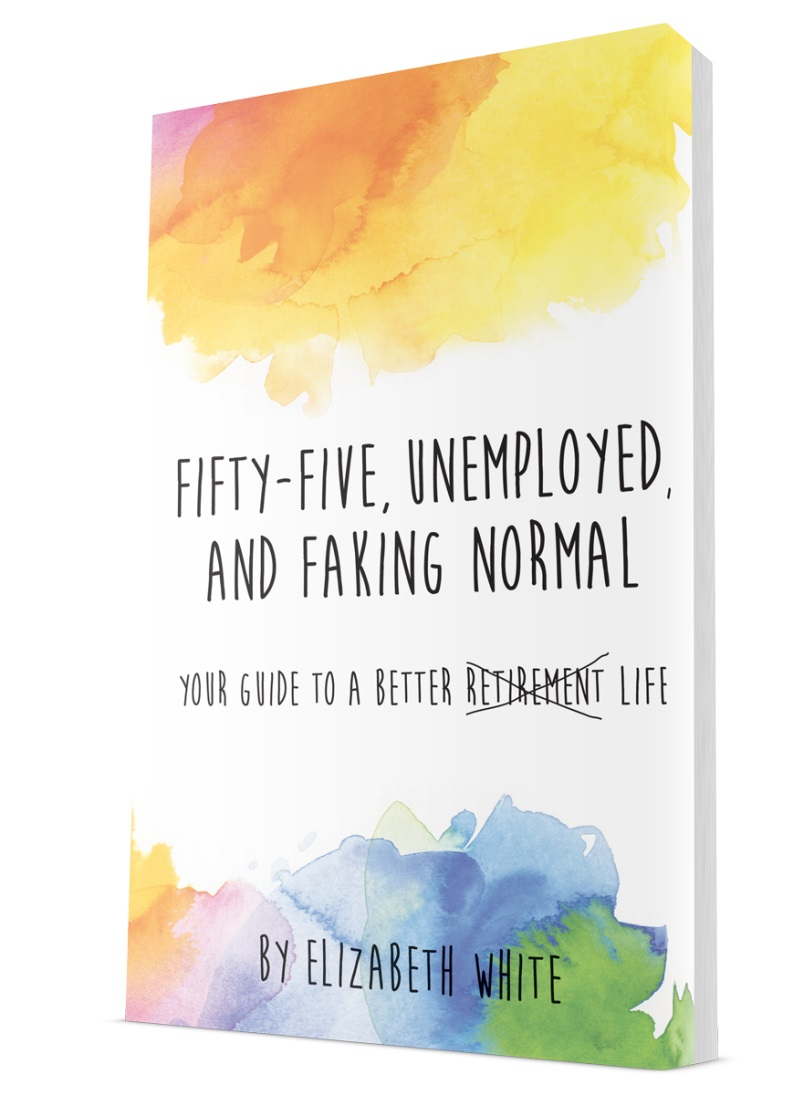 FIFTY-FIVE, UNEMPLOYED,
AND FAKING NORMAL
YOUR GUIDE TO A BETTER RETIREMENT LIFE
BY ELIZABETH WHITE